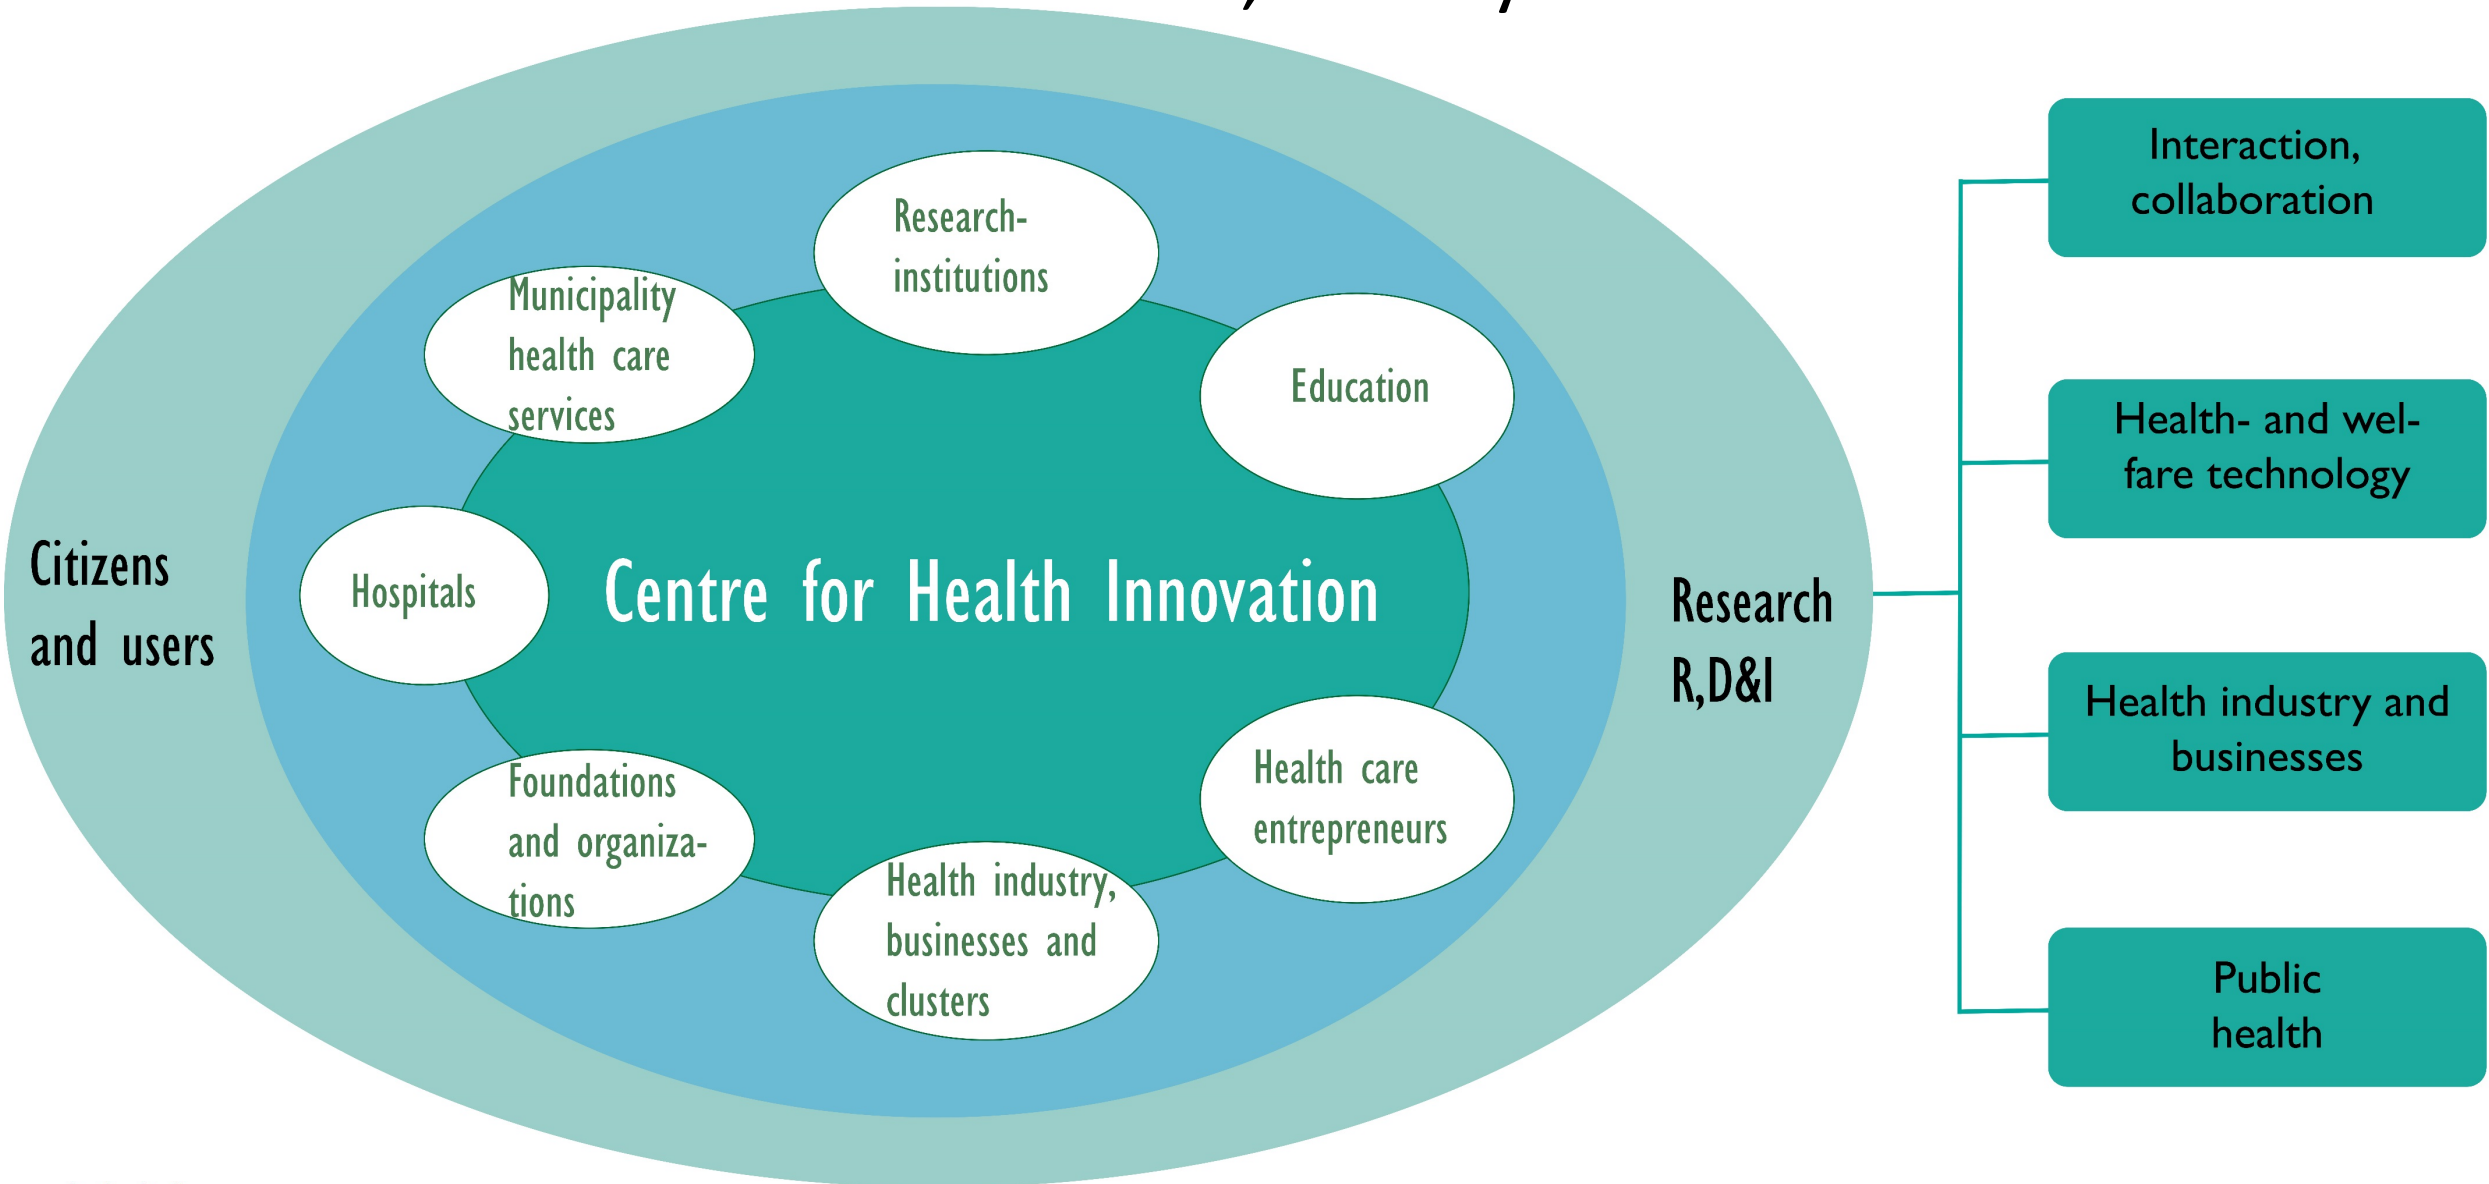 Research-
institutions
Municipality
health care
services
Education
Hospitals
Centre for Health Innovation
Citizens
and users
Research
R,D&I
Foundations
and organiza-
tions
Health industry,
businesses and
clusters
Health care
entrepreneurs
Interaction,
collaboration
Health- and wel-
fare technology
Health industry and
businesses
Public
health